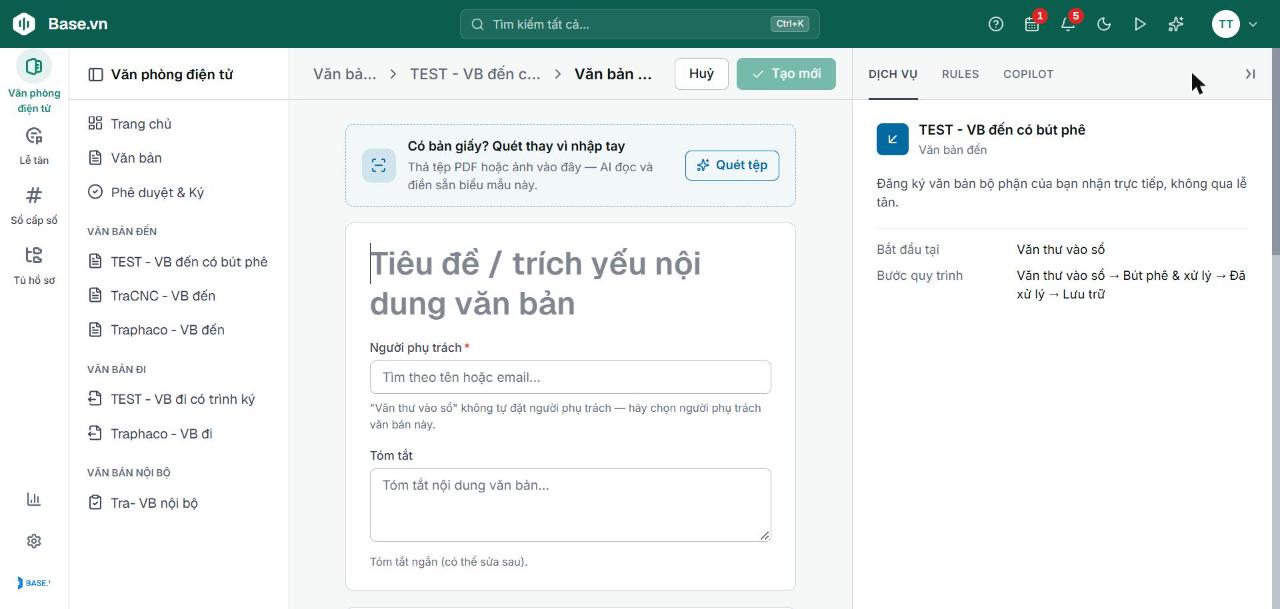 Base.vn
Tìm kiếm tất cả...
Ctrl+K
1
5
TT
Văn phòng điện tử
Lễ tân
Sổ cấp số
Tủ hồ sơ
BASE.
Văn phòng điện tử
Trang chủ
Văn bản
Phê duyệt & Ký
VĂN BẢN ĐẾN
TEST - VB đến có bút phê
TraCNC - VB đến
Traphaco - VB đến
VĂN BẢN ĐI
TEST - VB đi có trình ký
Traphaco - VB đi
VĂN BẢN NỘI BỘ
Tra- VB nội bộ
Văn bả... > TEST - VB đến c... > Văn bản ...
Huỷ
Tạo mới
Có bản giấy? Quét thay vì nhập tay
Thả tệp PDF hoặc ảnh vào đây — AI đọc và
điền sẵn biểu mẫu này.
Quét tệp
Tiêu đề / trích yếu nội
dung văn bản
Người phụ trách *
Tìm theo tên hoặc email...
"Văn thư vào sổ" không tự đặt người phụ trách — hãy chọn người phụ trách
văn bản này.
Tóm tắt
Tóm tắt nội dung văn bản...
Tóm tắt ngắn (có thể sửa sau).
DỊCH VỤ
RULES
COPILOT
TEST - VB đến có bút phê
Văn bản đến
Đăng ký văn bản bộ phận của bạn nhận trực tiếp, không qua lễ
tân.
Bắt đầu tại
Văn thư vào sổ
Bước quy trình
Văn thư vào sổ → Bút phê & xử lý → Đã
xử lý → Lưu trữ